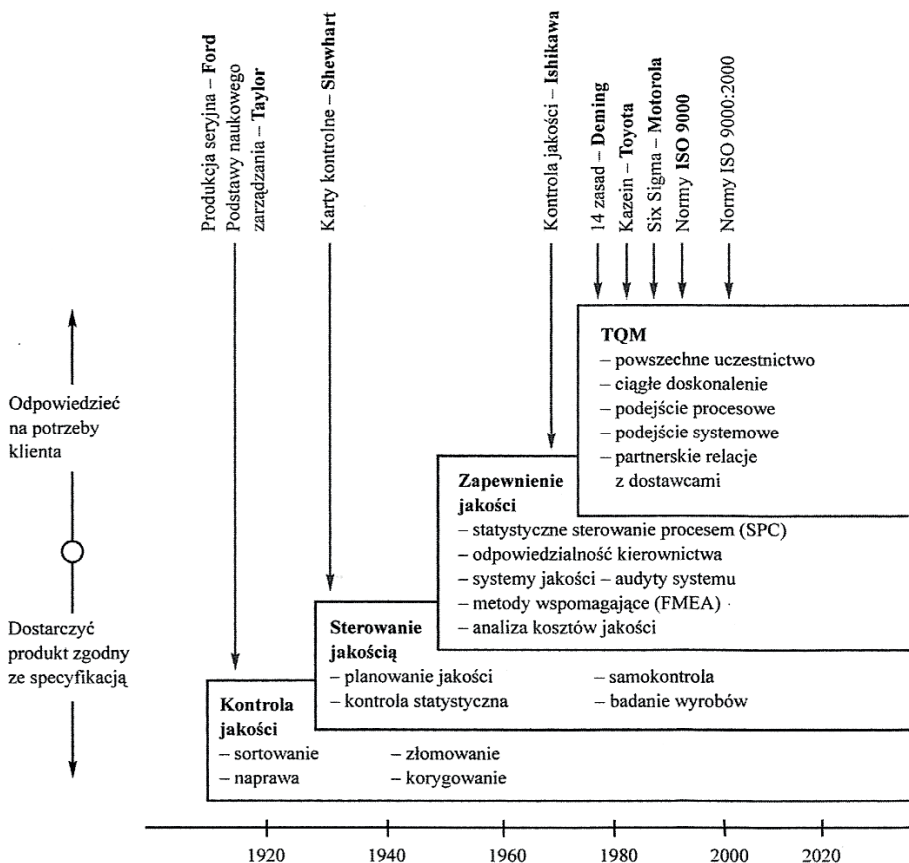 Produkcja seryjna – Ford
Podstawy naukowego
zarządzania – Taylor
Karty kontrolne – Shewhart
Kontrola jakości – Ishikawa
14 zasad – Deming
Kazein – Toyota
Six Sigma – Motorola
Normy ISO 9000
Normy ISO 9000:2000
Odpowiedzieć
na potrzeby
klienta
Dostarczyć
produkt zgodny
ze specyfikacją
TQM
– powszechne uczestnictwo
– ciągłe doskonalenie
– podejście procesowe
– podejście systemowe
– partnerskie relacje
z dostawcami
Zapewnienie
jakości
– statystyczne sterowanie procesem (SPC)
– odpowiedzialność kierownictwa
– systemy jakości – audyty systemu
– metody wspomagające (FMEA)
– analiza kosztów jakości
Sterowanie
jakością
– planowanie jakości – samokontrola
– kontrola statystyczna – badanie wyrobów
Kontrola
jakości
– sortowanie – złomowanie
– naprawa – korygowanie
1920 1940 1960 1980 2000 2020